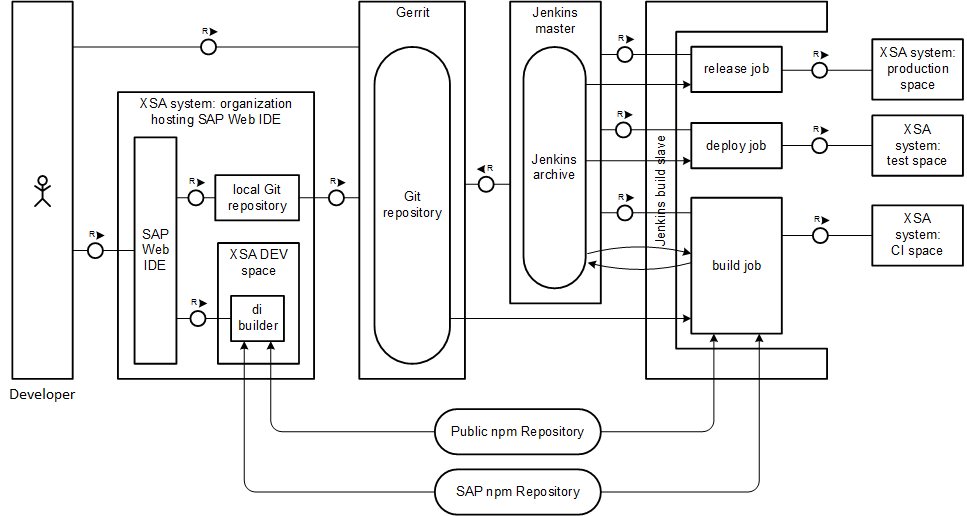 Gerrit
Jenkins
master
R
R
R
XSA system:
production
space
release job
XSA system: organization
hosting SAP Web IDE
R
R
XSA
system:
test space
deploy job
Jenkins
archive
Jenkins build slave
R
R
R
R
R
local Git
repository
Git
repository
XSA
system:
CI space
R
SAP
Web
IDE
XSA DEV
space
build job
R
di
builder
Developer
Public npm Repository
SAP npm Repository